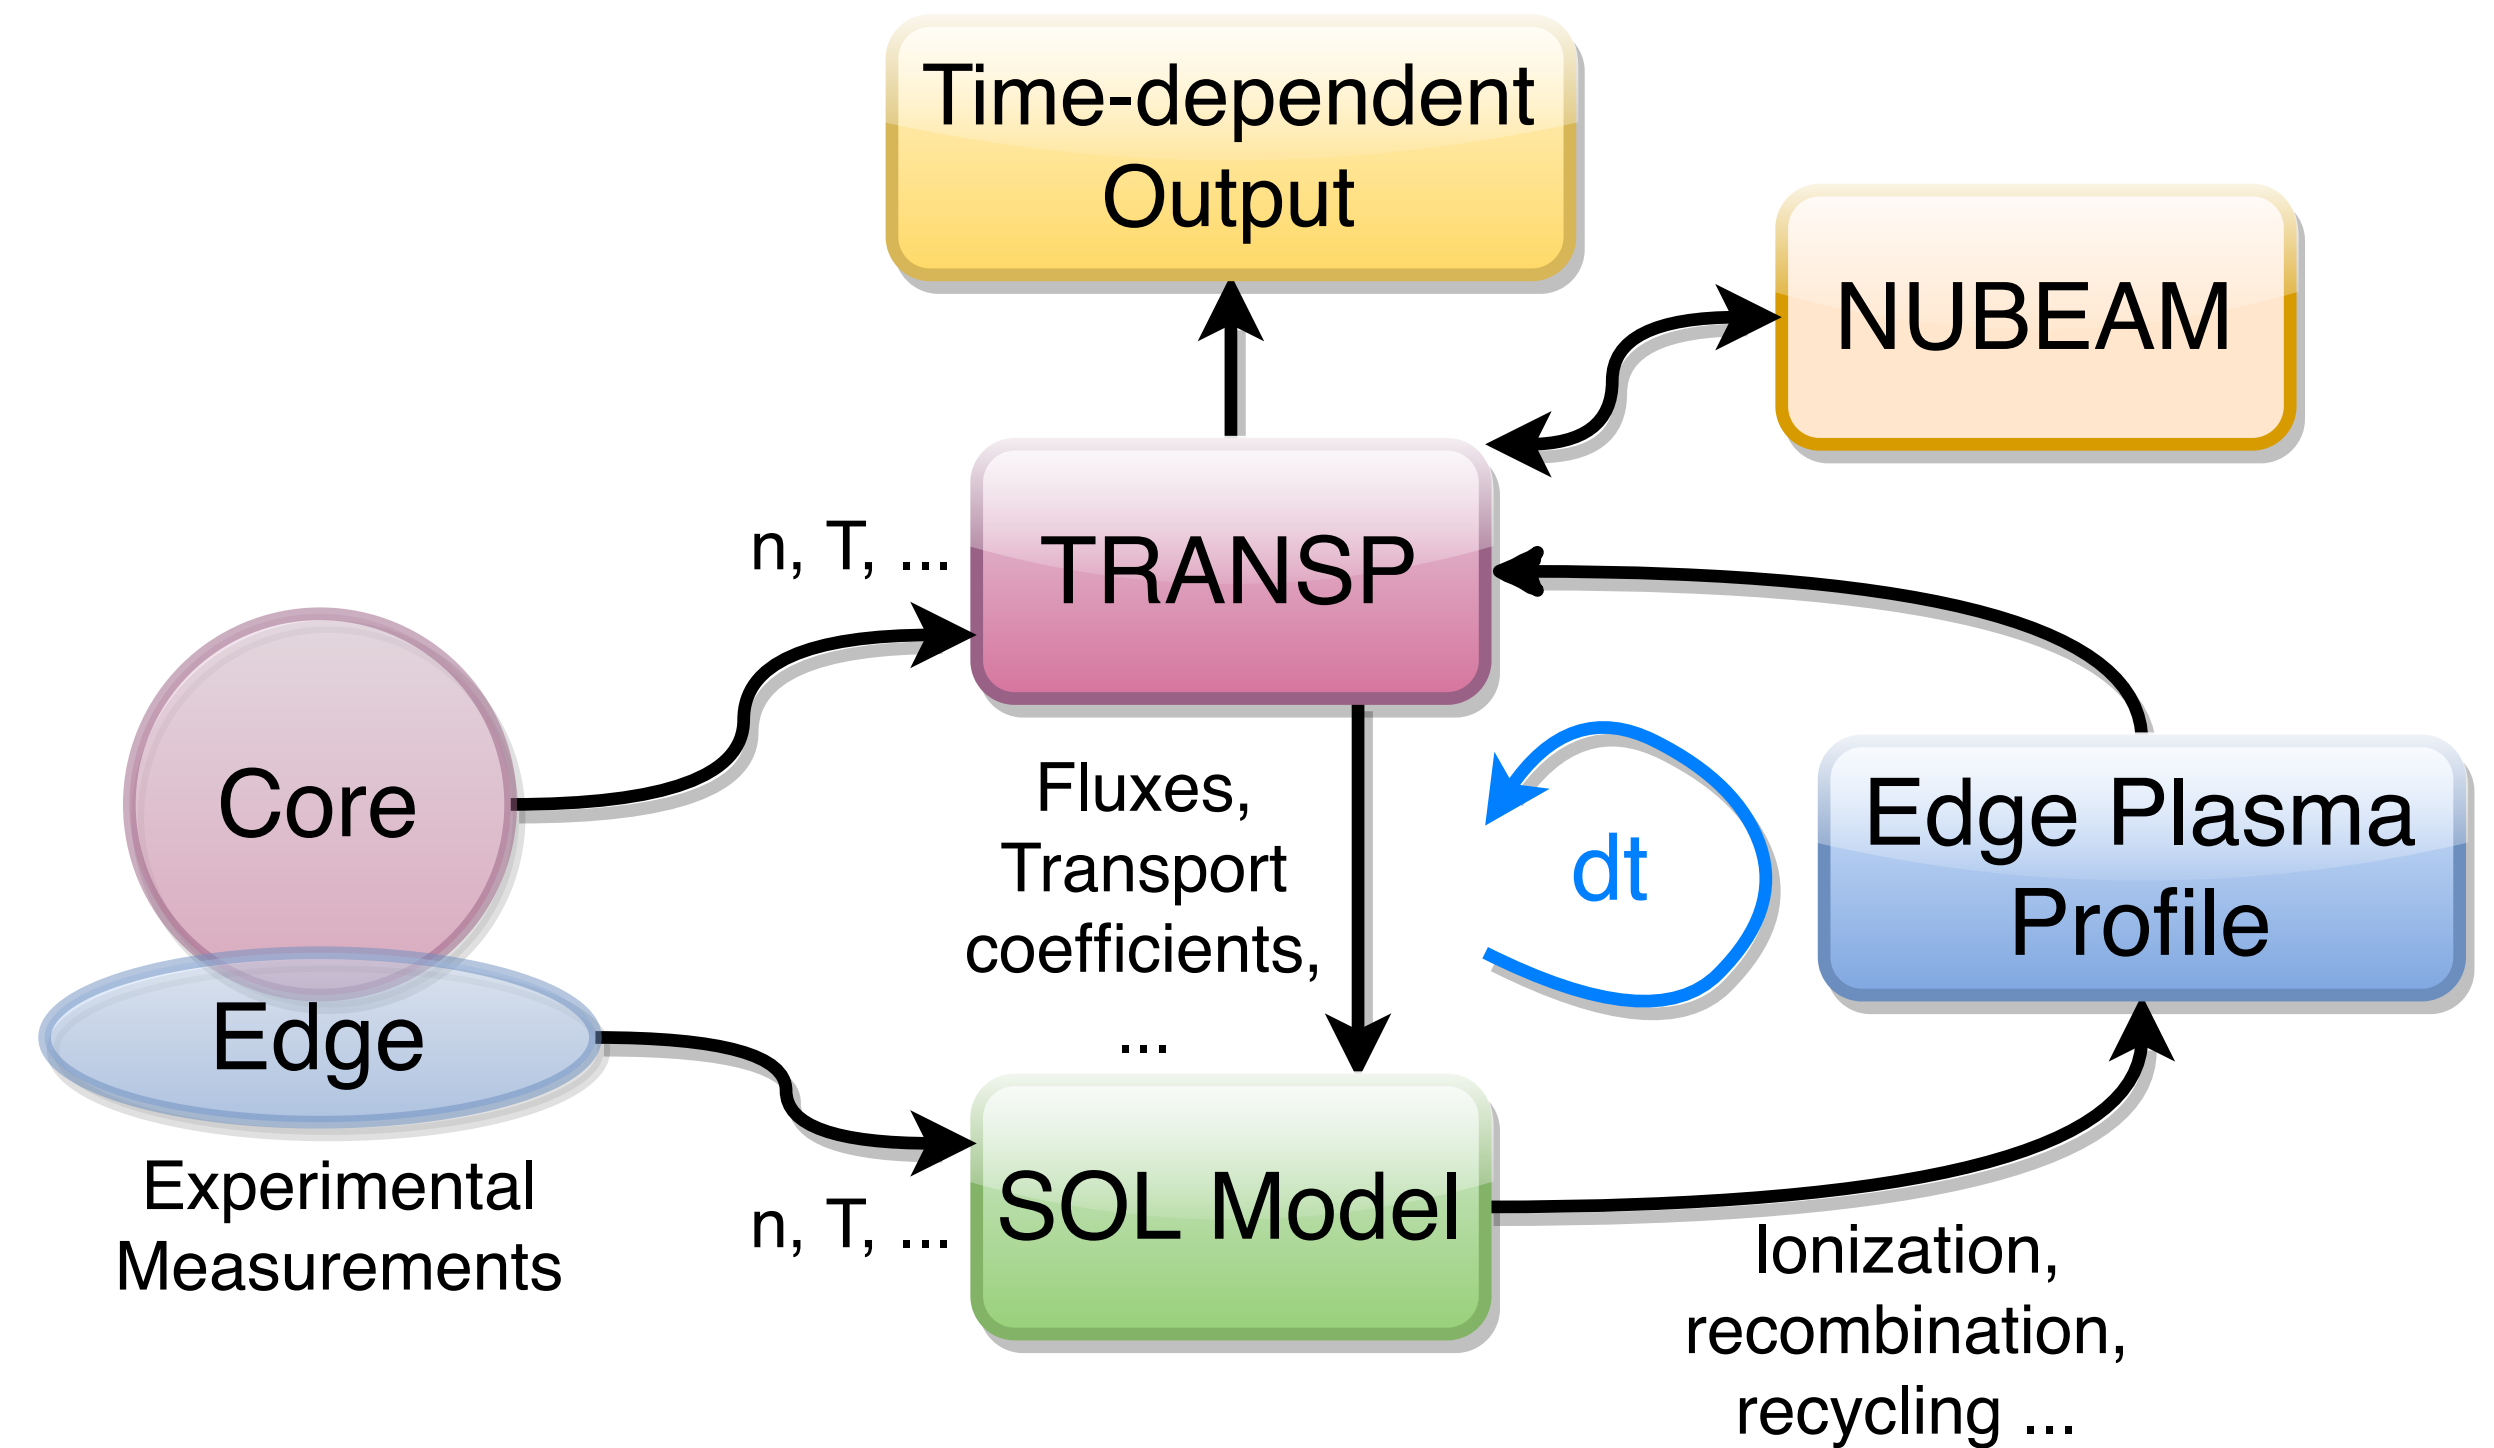 Time-dependent
Output
NUBEAM
n, T, ...
TRANSP
Core
Fluxes,
Transport
coefficients,
...
dt
Edge Plasma
Profile
Edge
Experimental
Measurements
n, T, ...
SOL Model
Ionization,
recombination,
recycling ...